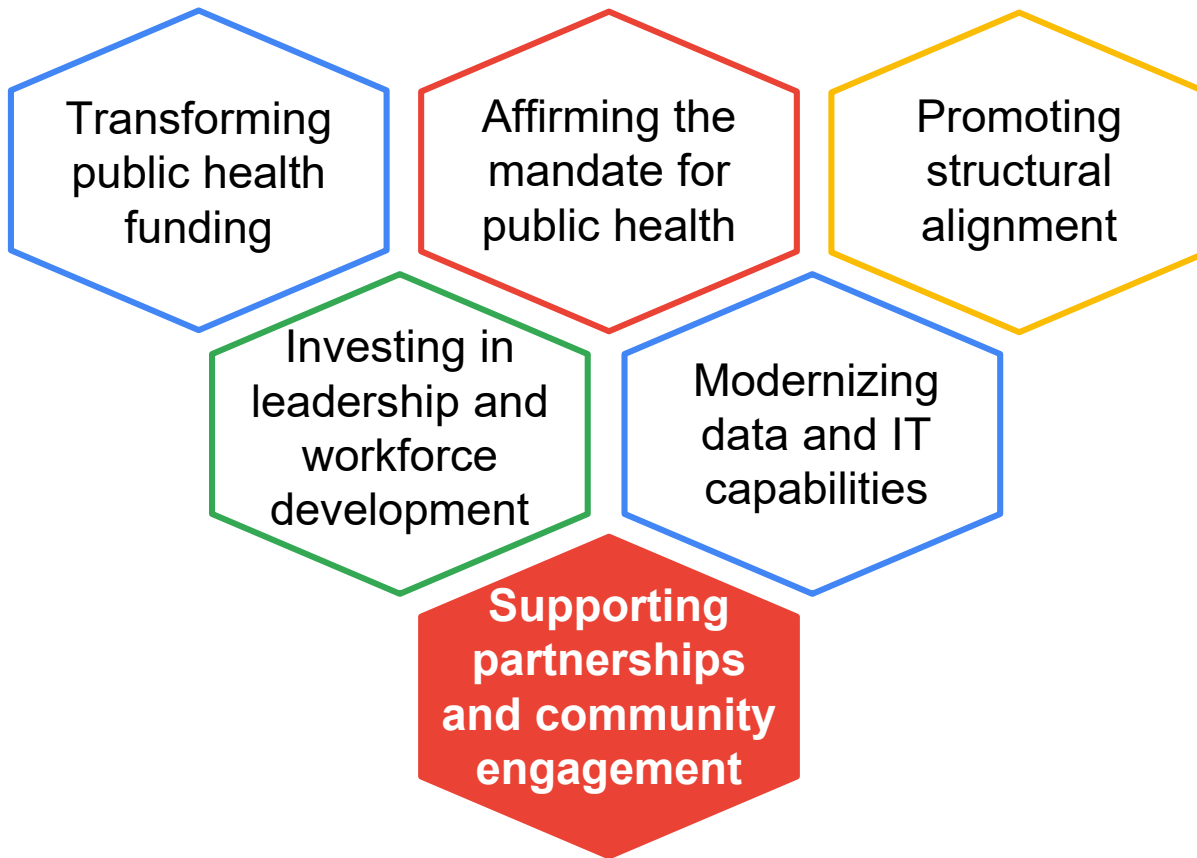 Transforming
public health
funding
Affirming the
mandate for
public health
Promoting
structural
alignment
Investing in
leadership and
workforce
development
Modernizing
data and IT
capabilities
Supporting
partnerships
and community
engagement